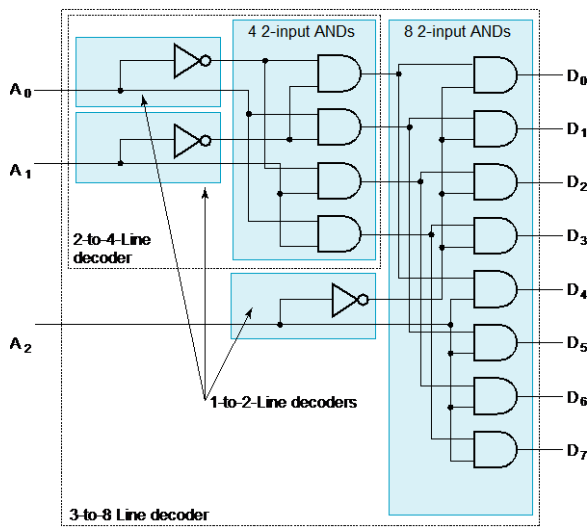 4 2-input ANDs
8 2-input ANDs
A0
D0
D1
A1
D2
2-to-4-Line
decoder
D3
D4
A2
D5
1-to-2-Line decoders
D6
D7
3-to-8 Line decoder